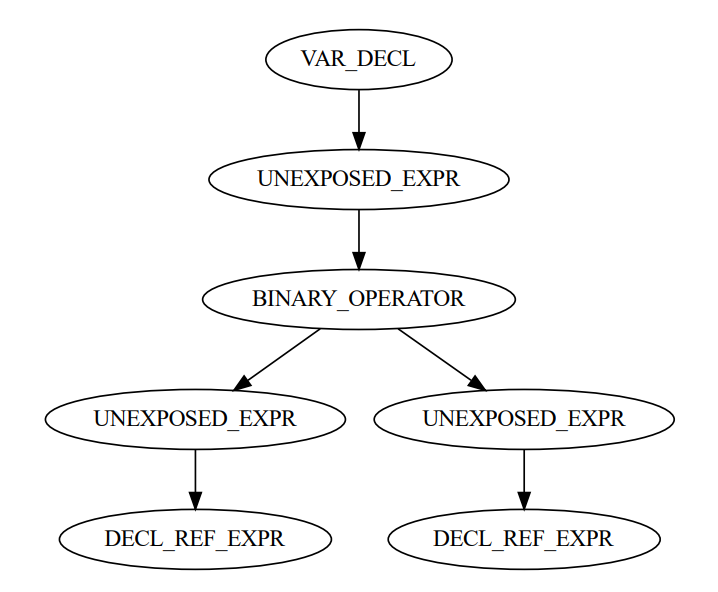 VAR_DECL
UNEXPOSED_EXPR
BINARY_OPERATOR
UNEXPOSED_EXPR
UNEXPOSED_EXPR
DECL_REF_EXPR
DECL_REF_EXPR